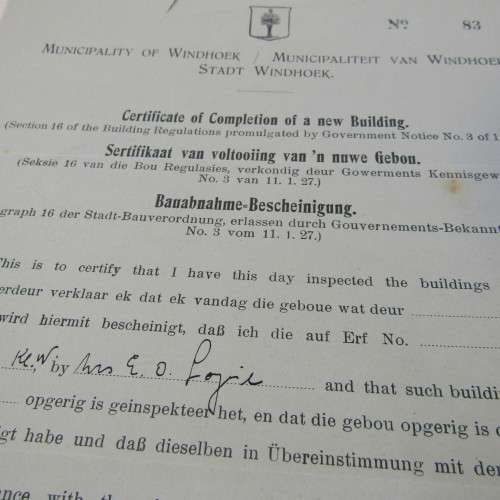 No. 83
MUNICIPALITY OF WINDHOEK / MUNICIPALITEIT VAN WINDHOEK
STADT WINDHOEK.
Certificate of Completion of a new Building.
(Section 16 of the Building Regulations promulgated by Government Notice No. 3 of 1
Sertifikaat van voltooiing van 'n nuwe Gebou.
(Seksie 16 van die Bou Regulasies, verkondig deur Gowerments Kennisgew
No. 3 van 11. 1. 27.)
Bauabnahme-Bescheinigung.
graph 16 der Stadt-Bauverordnung, erlassen durch Gouvernements-Bekannt
No. 3 vom 11. 1. 27.)
This is to certify that I have this day inspected the buildings
erdeur verklaar ek dat ek vandag die geboue wat deur
wird hiermit bescheinigt, daß ich die auf Erf No.
Kl. W by Mrs E. O. Logie and that such buildin
opgerig is geinspekteer het, en dat die gebou opgerig is o
igt habe und daß dieselben in Übereinstimmung mit den